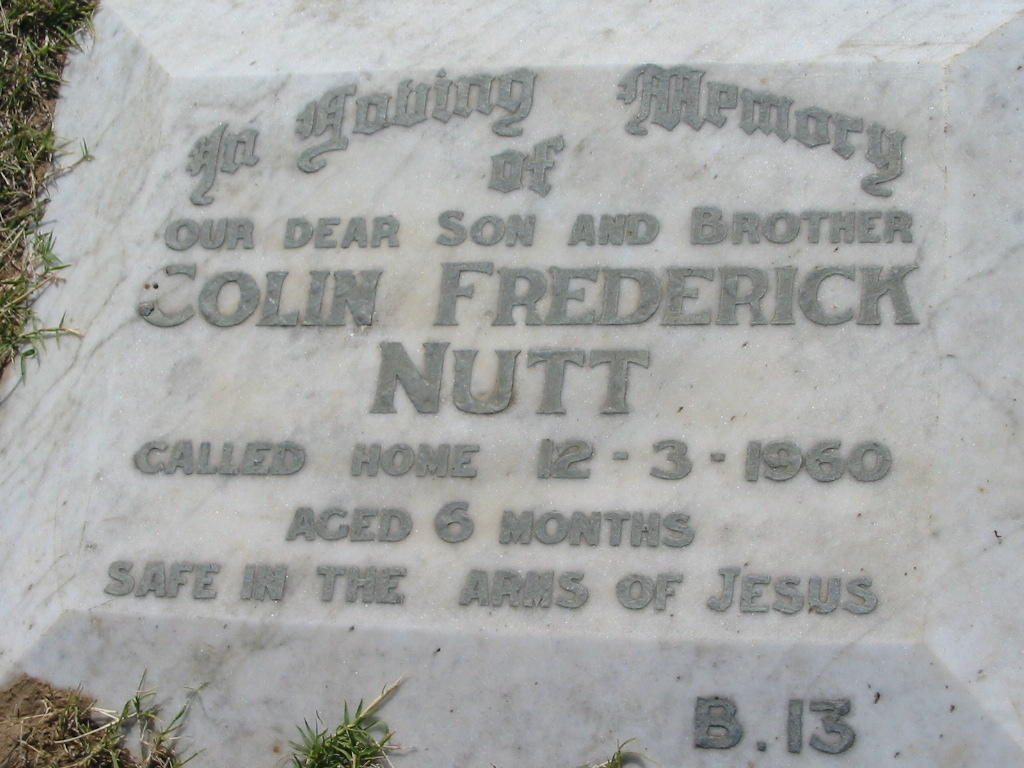 In Loving Memory
of
OUR DEAR SON AND BROTHER
COLIN FREDERICK
NUTT
CALLED HOME 12-3-1960
AGED 6 MONTHS
SAFE IN THE ARMS OF JESUS
B.13